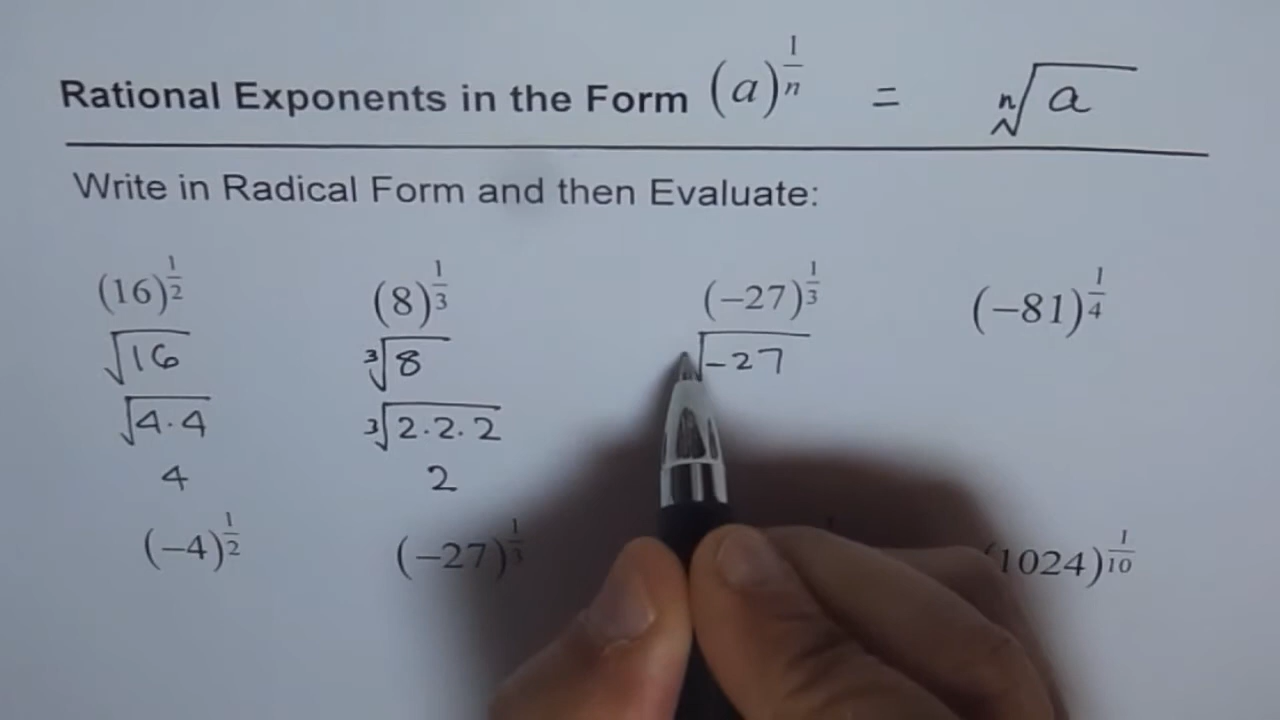 Rational Exponents in the Form (a)^(1/n) = ⁿ√a
Write in Radical Form and then Evaluate:
(16)^(1/2) (8)^(1/3) (−27)^(1/3) (−81)^(1/4)
√16 ³√8 √−27
√4·4 ³√2·2·2
4 2
(−4)^(1/2) (−27)^(1/3) (1024)^(1/10)